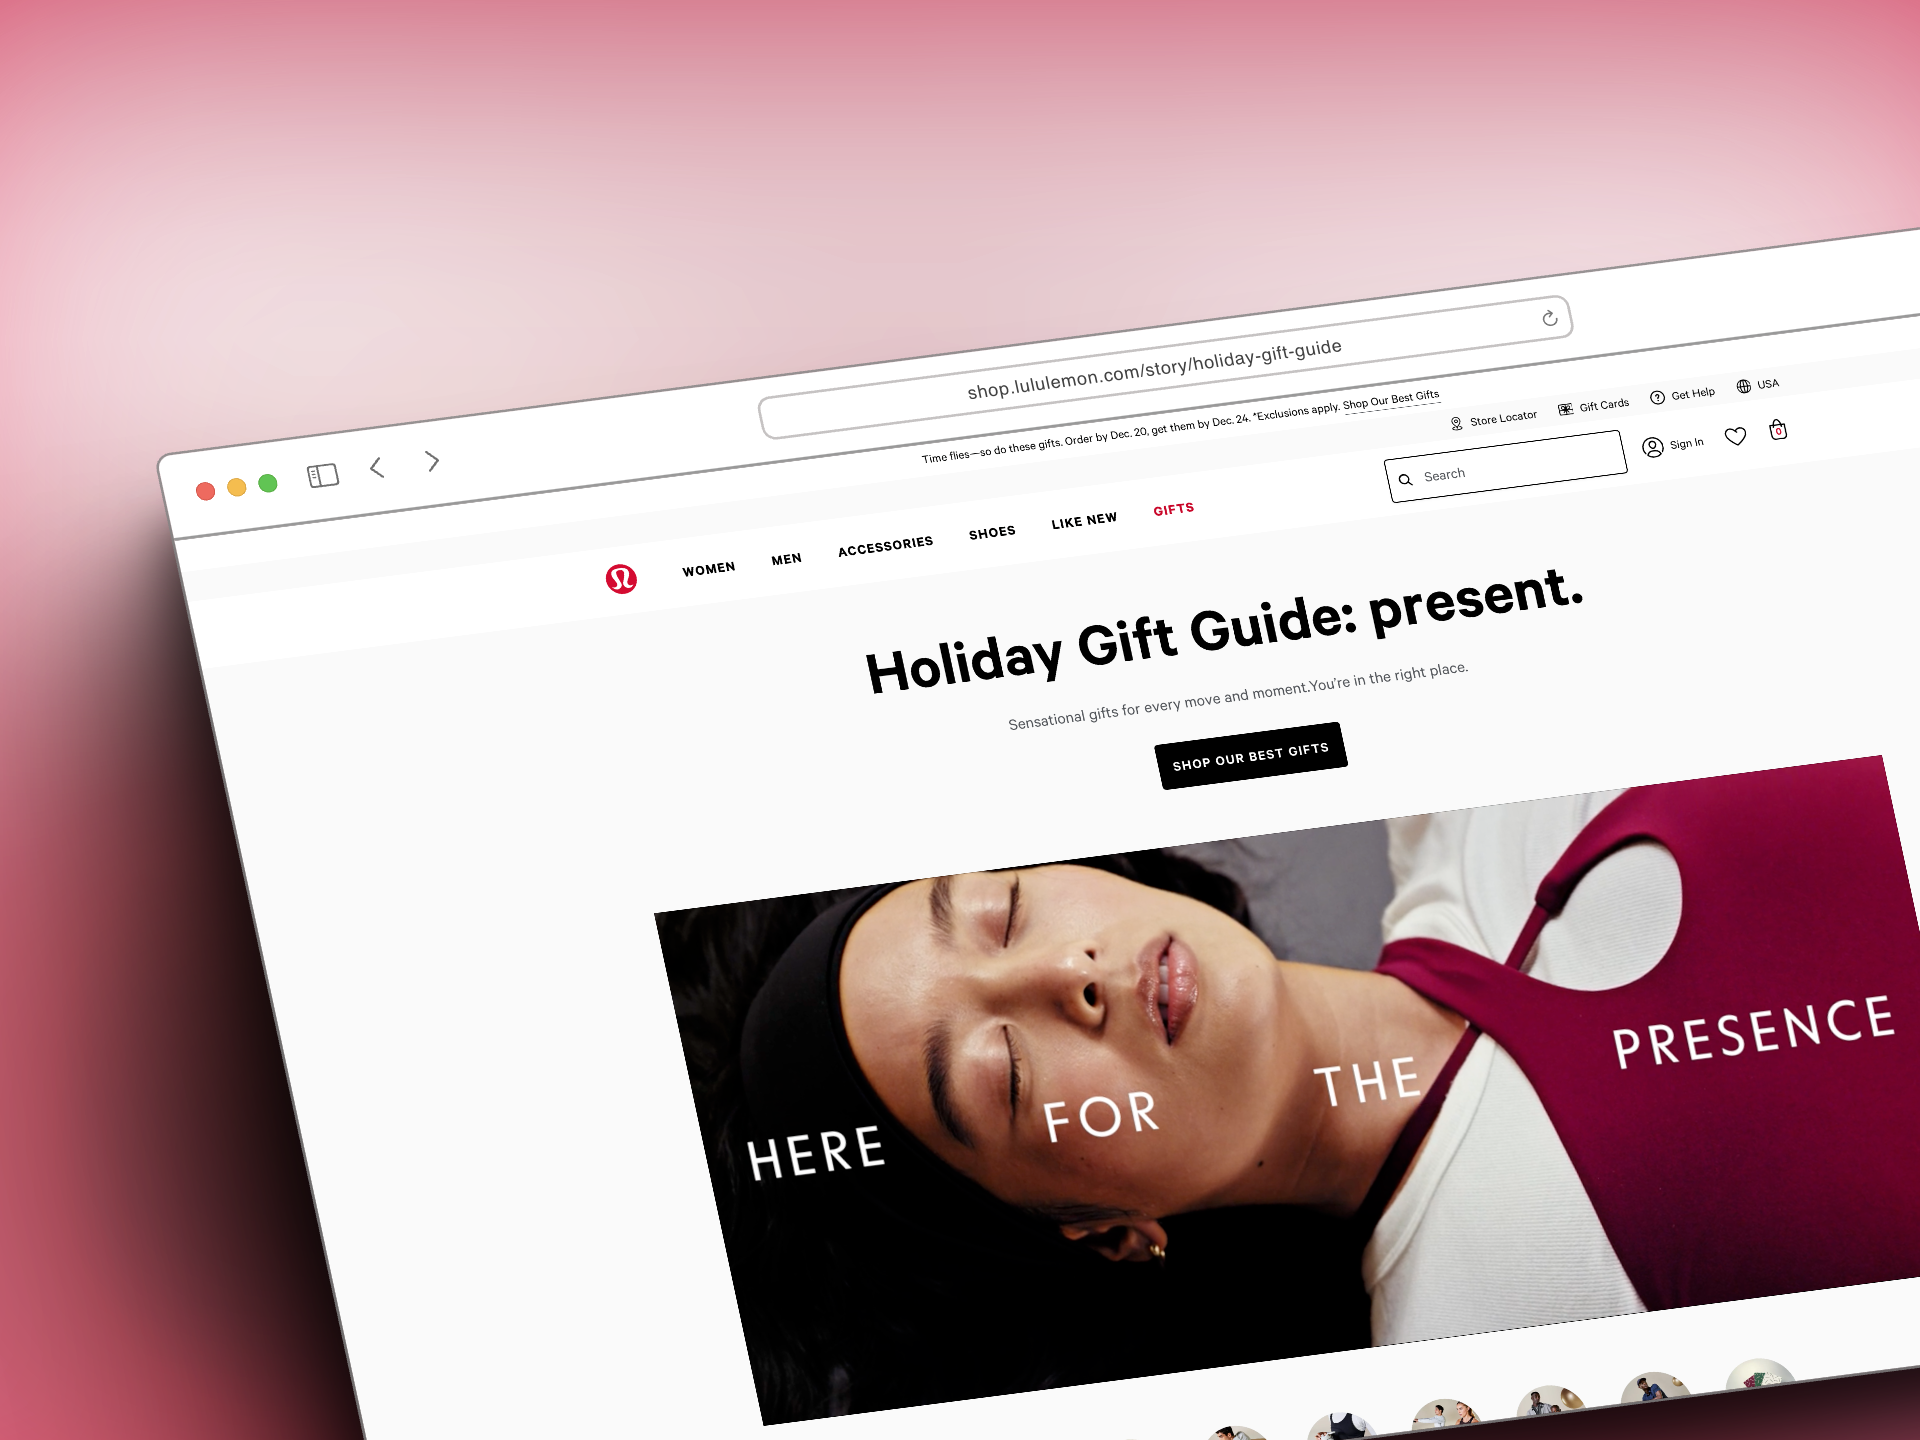 shop.lululemon.com/story/holiday-gift-guide
Time flies—so do these gifts. Order by Dec. 20, get them by Dec. 24. *Exclusions apply. Shop Our Best Gifts
Store Locator
Gift Cards
Get Help
USA
WOMEN
MEN
ACCESSORIES
SHOES
LIKE NEW
GIFTS
Search
Sign In
0
Holiday Gift Guide: present.
Sensational gifts for every move and moment.You're in the right place.
SHOP OUR BEST GIFTS
HERE FOR THE PRESENCE